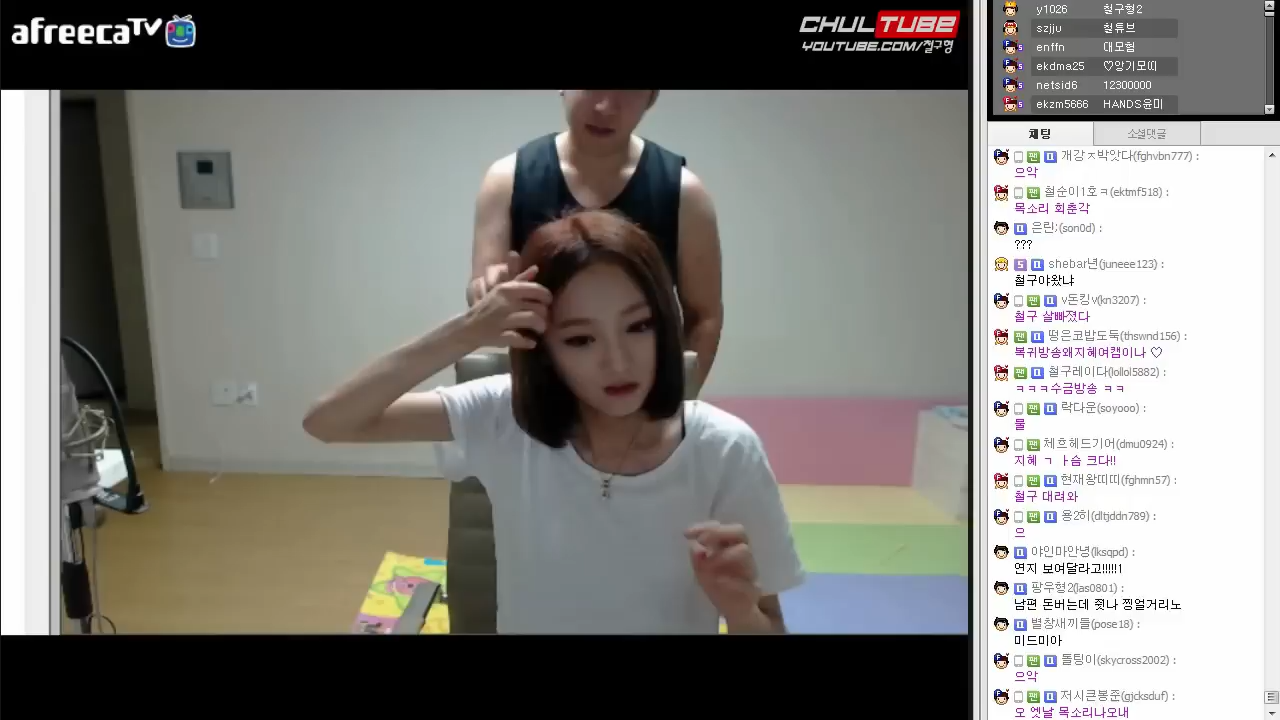 afreecaTV
CHULTUBE
YOUTUBE.COM/철구형
y1026 철구형2
szjju 철튜브
enffn 대모험
ekdma25 ♡앙기모띠
netsid6 12300000
ekzm5666 HANDS윤미
채팅 소셜댓글
개강ㅈ박앗다(fghvbn777) :
으악
철순이1호ㅋ(ektmf518) :
목소리 회춘각
은린;(son0d) :
???
shebar년(juneee123) :
철구야왔냐
v돈킹v(kn3207) :
철구 살빠졌다
떵은코밥도둑(thswnd156) :
복귀방송왜지혜여캠이나 ♡
철구레이다(lollol5882) :
ㅋㅋㅋ수금방송 ㅋㅋ
락다운(soyooo) :
물
체흐헤드기어(dmu0924) :
지혜 ㄱ ㅏ슴 크다!!
현재왕띠띠(fghmn57) :
철구 대려와
용2히(dltjddn789) :
으
야인마안녕(lksqpd) :
연지 보여달라고!!!!!1
팡우형2(las0801) :
남편 돈버는데 줫나 찡얼거리노
별창새끼들(pose18) :
미드미아
돌팅이(skycross2002) :
으악
저시큰봉준(gjcksduf) :
오 옛날 목소리나오내